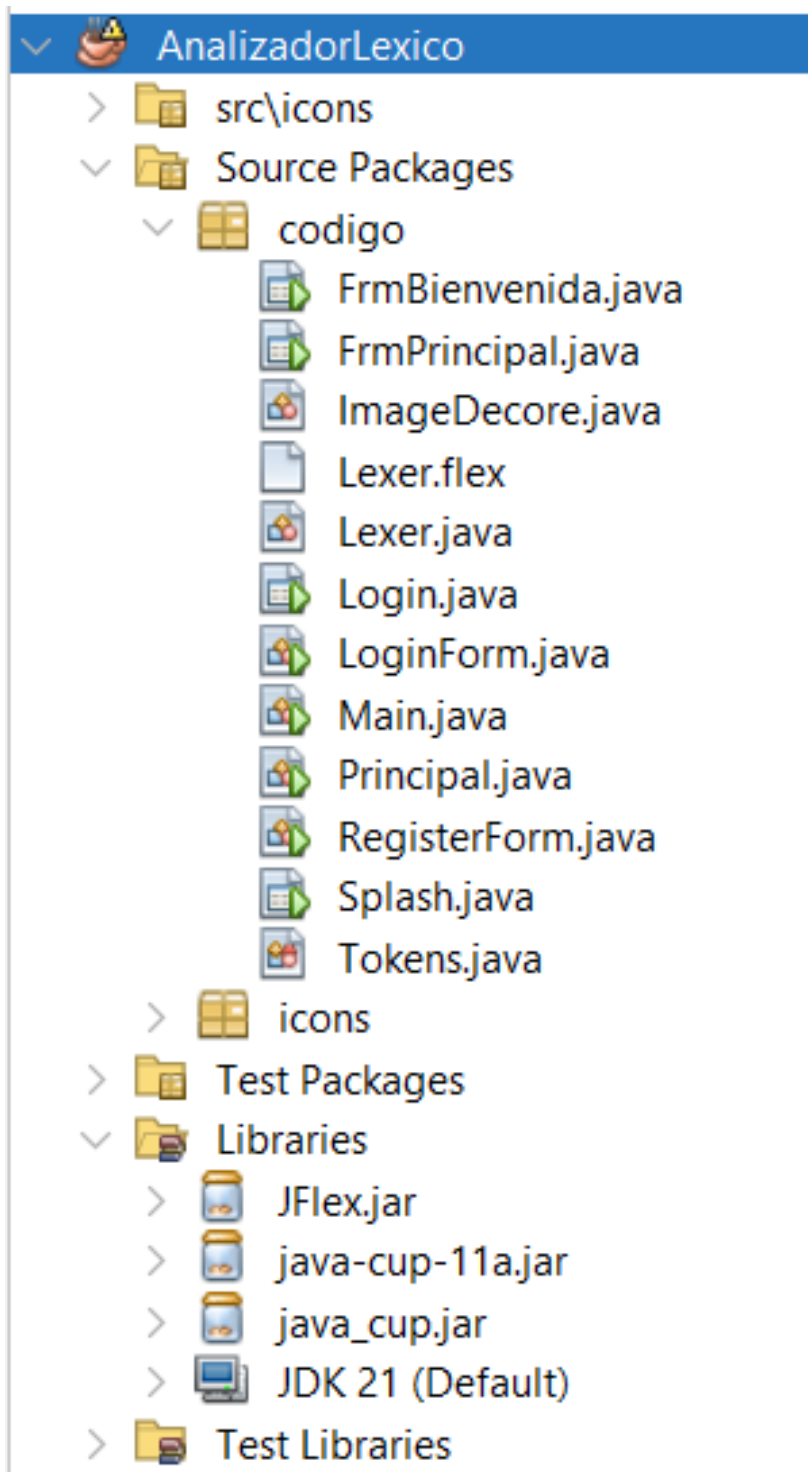 AnalizadorLexico
src\icons
Source Packages
codigo
FrmBienvenida.java
FrmPrincipal.java
ImageDecore.java
Lexer.flex
Lexer.java
Login.java
LoginForm.java
Main.java
Principal.java
RegisterForm.java
Splash.java
Tokens.java
icons
Test Packages
Libraries
JFlex.jar
java-cup-11a.jar
java_cup.jar
JDK 21 (Default)
Test Libraries